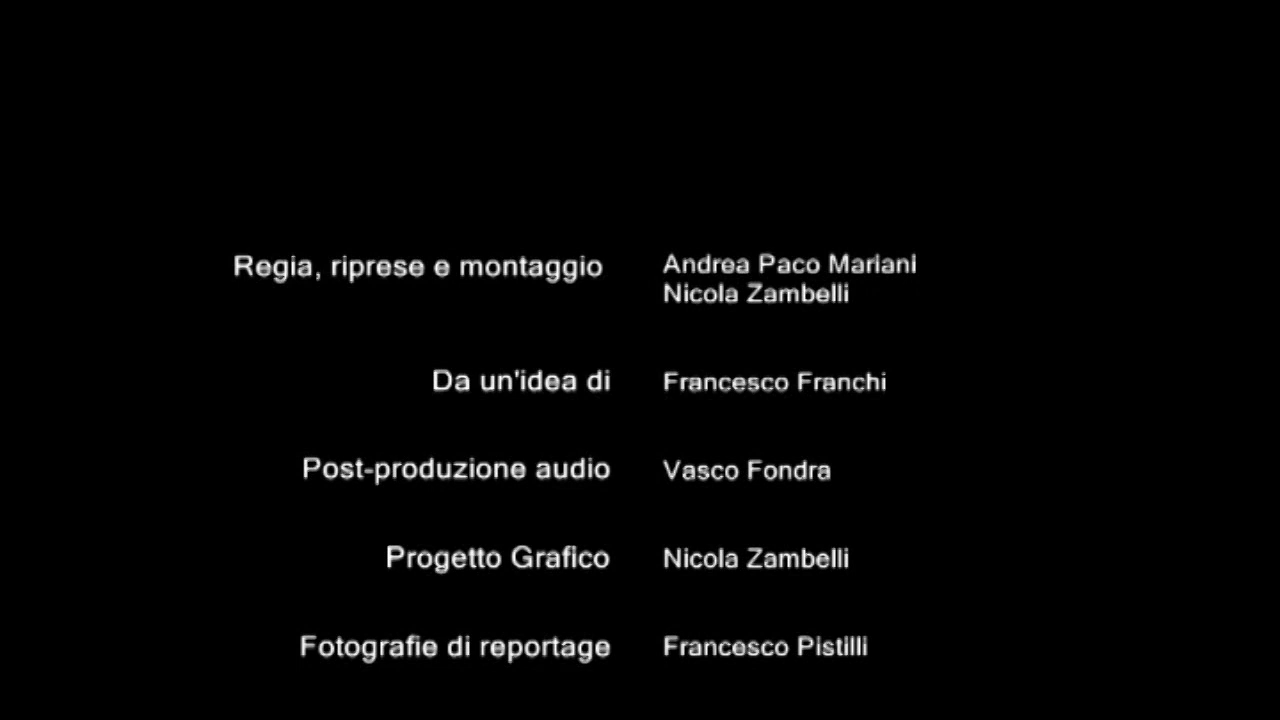 Regia, riprese e montaggio Andrea Paco Mariani
Nicola Zambelli
Da un'idea di Francesco Franchi
Post-produzione audio Vasco Fondra
Progetto Grafico Nicola Zambelli
Fotografie di reportage Francesco Pistilli